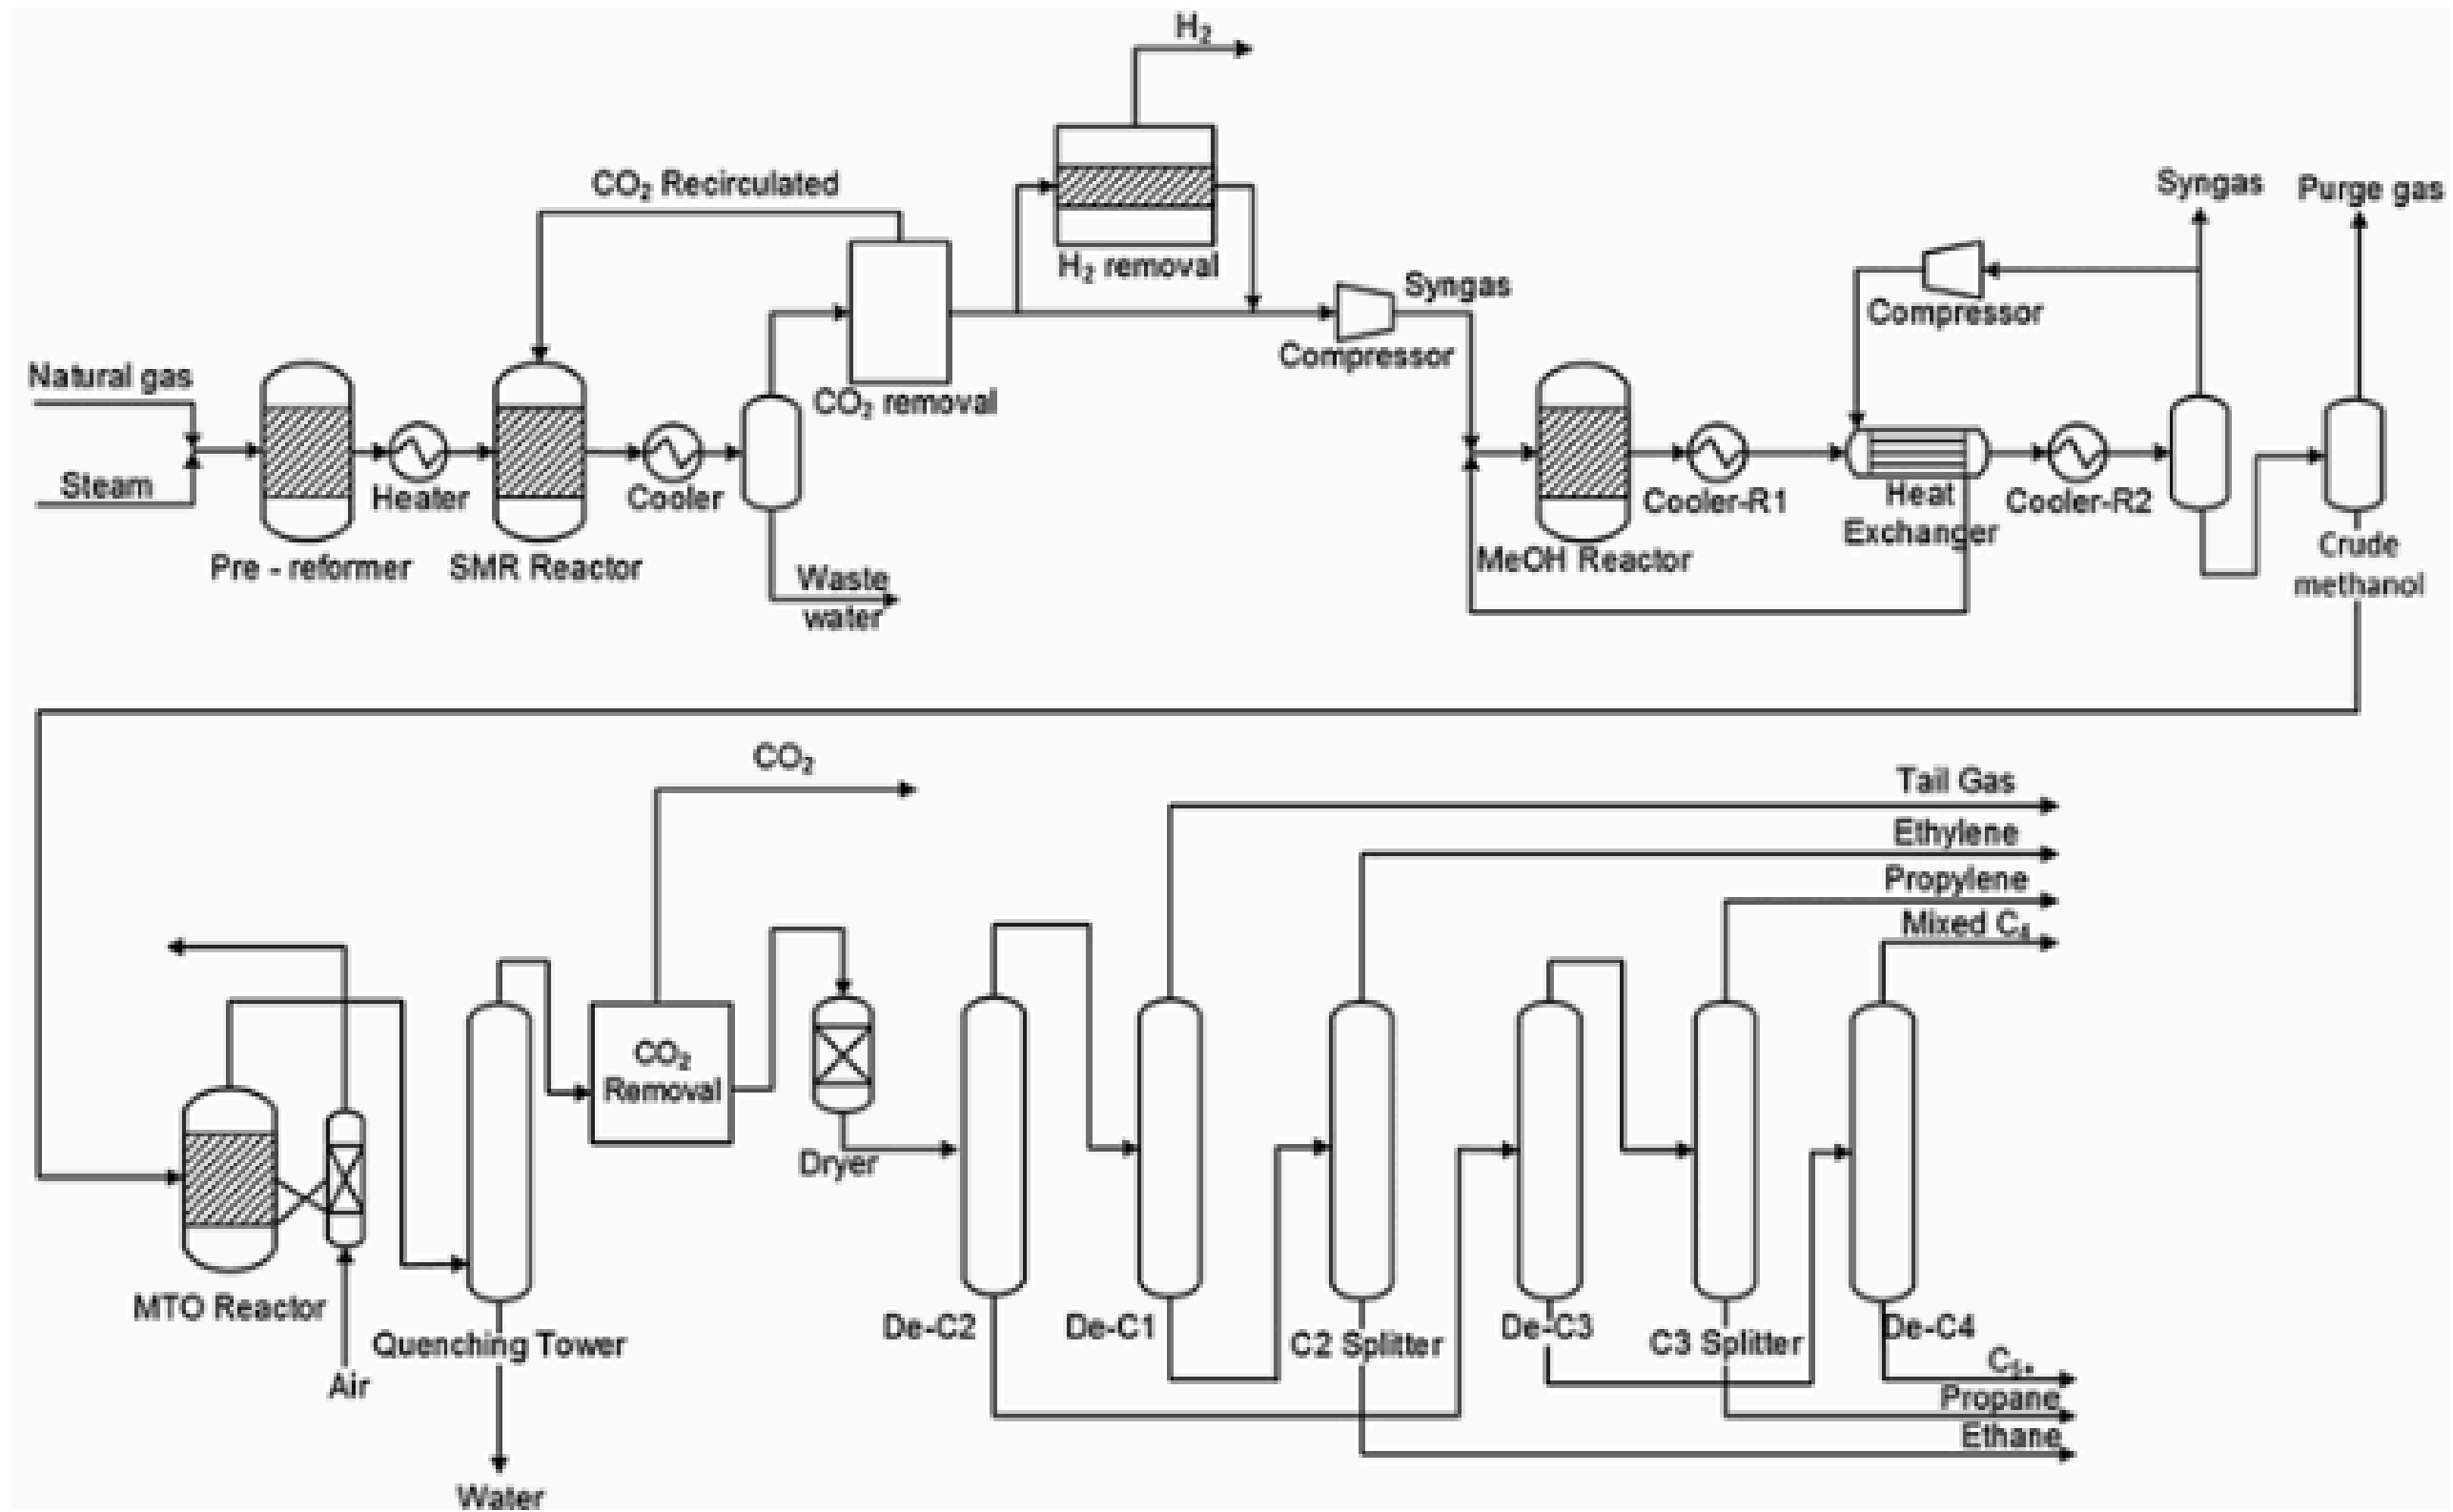 H₂
CO₂ Recirculated
H₂ removal
Syngas
Purge gas
Syngas
Compressor
Compressor
Natural gas
CO₂ removal
Steam
Heater
Cooler
Cooler-R1
Heat
Exchanger
Cooler-R2
Pre - reformer
SMR Reactor
MeOH Reactor
Crude
methanol
Waste
water
CO₂
Tail Gas
Ethylene
Propylene
Mixed C₄
CO₂
Removal
Dryer
MTO Reactor
Quenching Tower
De-C2
De-C1
C2 Splitter
De-C3
C3 Splitter
De-C4
Air
C₅₊
Propane
Ethane
Water